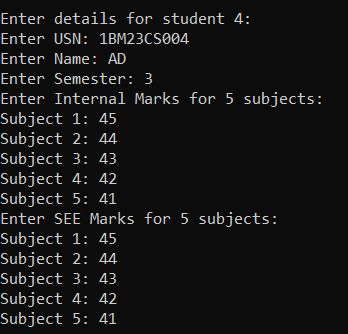 Enter details for student 4:
Enter USN: 1BM23CS004
Enter Name: AD
Enter Semester: 3
Enter Internal Marks for 5 subjects:
Subject 1: 45
Subject 2: 44
Subject 3: 43
Subject 4: 42
Subject 5: 41
Enter SEE Marks for 5 subjects:
Subject 1: 45
Subject 2: 44
Subject 3: 43
Subject 4: 42
Subject 5: 41